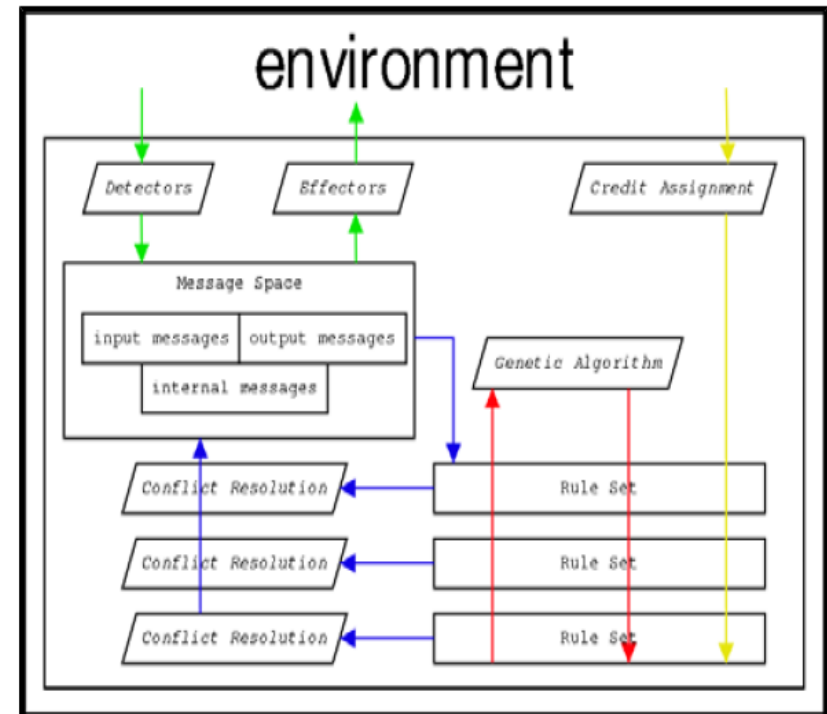 environment
Detectors
Effectors
Credit Assignment
Message Space
input messages
output messages
internal messages
Genetic Algorithm
Conflict Resolution
Rule Set
Conflict Resolution
Rule Set
Conflict Resolution
Rule Set